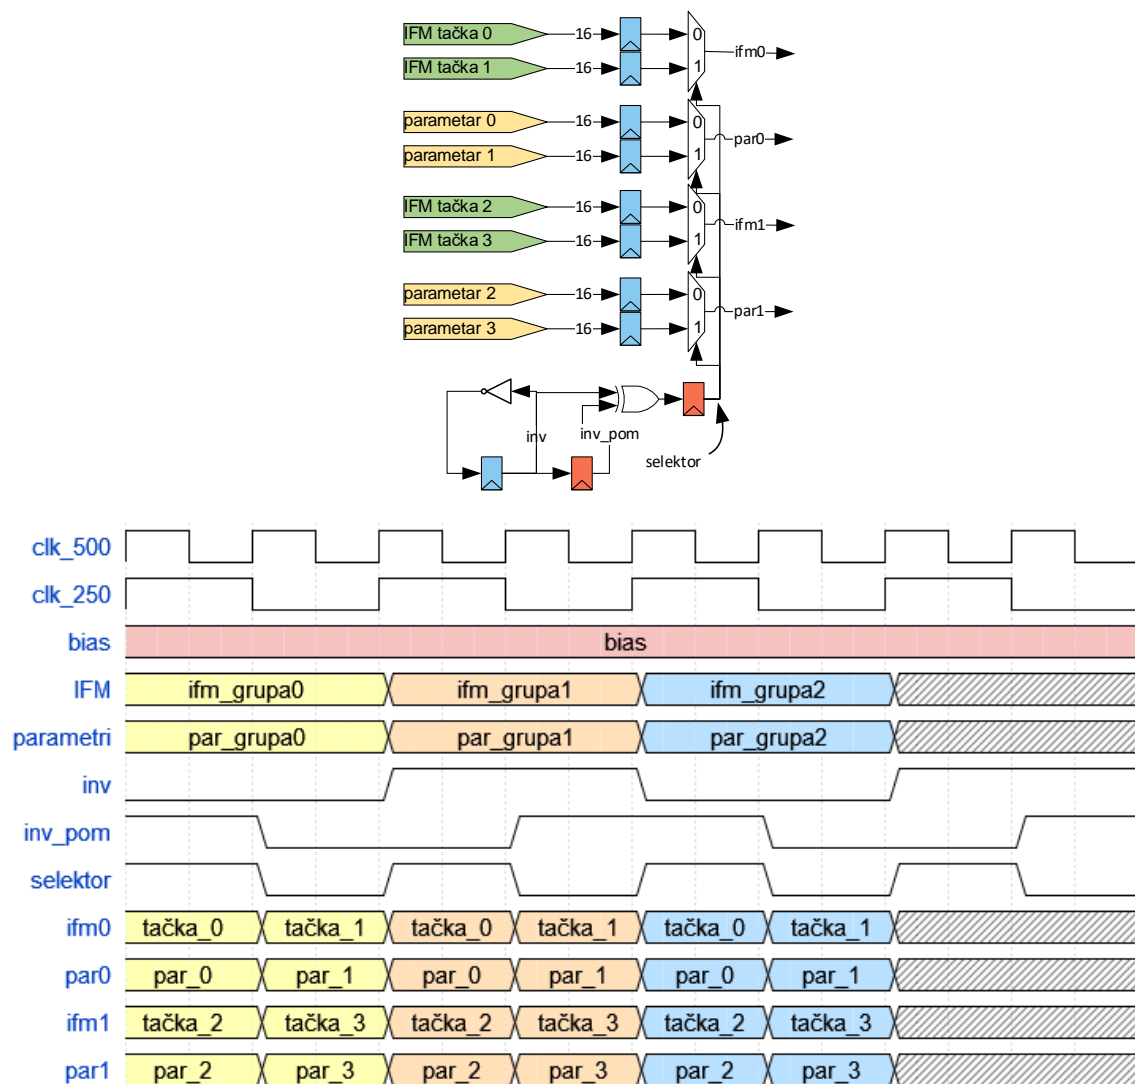 IFM tačka 0 16 0 ifm0
IFM tačka 1 16 1
parametar 0 16 0 par0
parametar 1 16 1
IFM tačka 2 16 0 ifm1
IFM tačka 3 16 1
parametar 2 16 0 par1
parametar 3 16 1
inv inv_pom
selektor
clk_500
clk_250
bias bias
IFM ifm_grupa0 ifm_grupa1 ifm_grupa2
parametri par_grupa0 par_grupa1 par_grupa2
inv
inv_pom
selektor
ifm0 tačka_0 tačka_1 tačka_0 tačka_1 tačka_0 tačka_1
par0 par_0 par_1 par_0 par_1 par_0 par_1
ifm1 tačka_2 tačka_3 tačka_2 tačka_3 tačka_2 tačka_3
par1 par_2 par_3 par_2 par_3 par_2 par_3